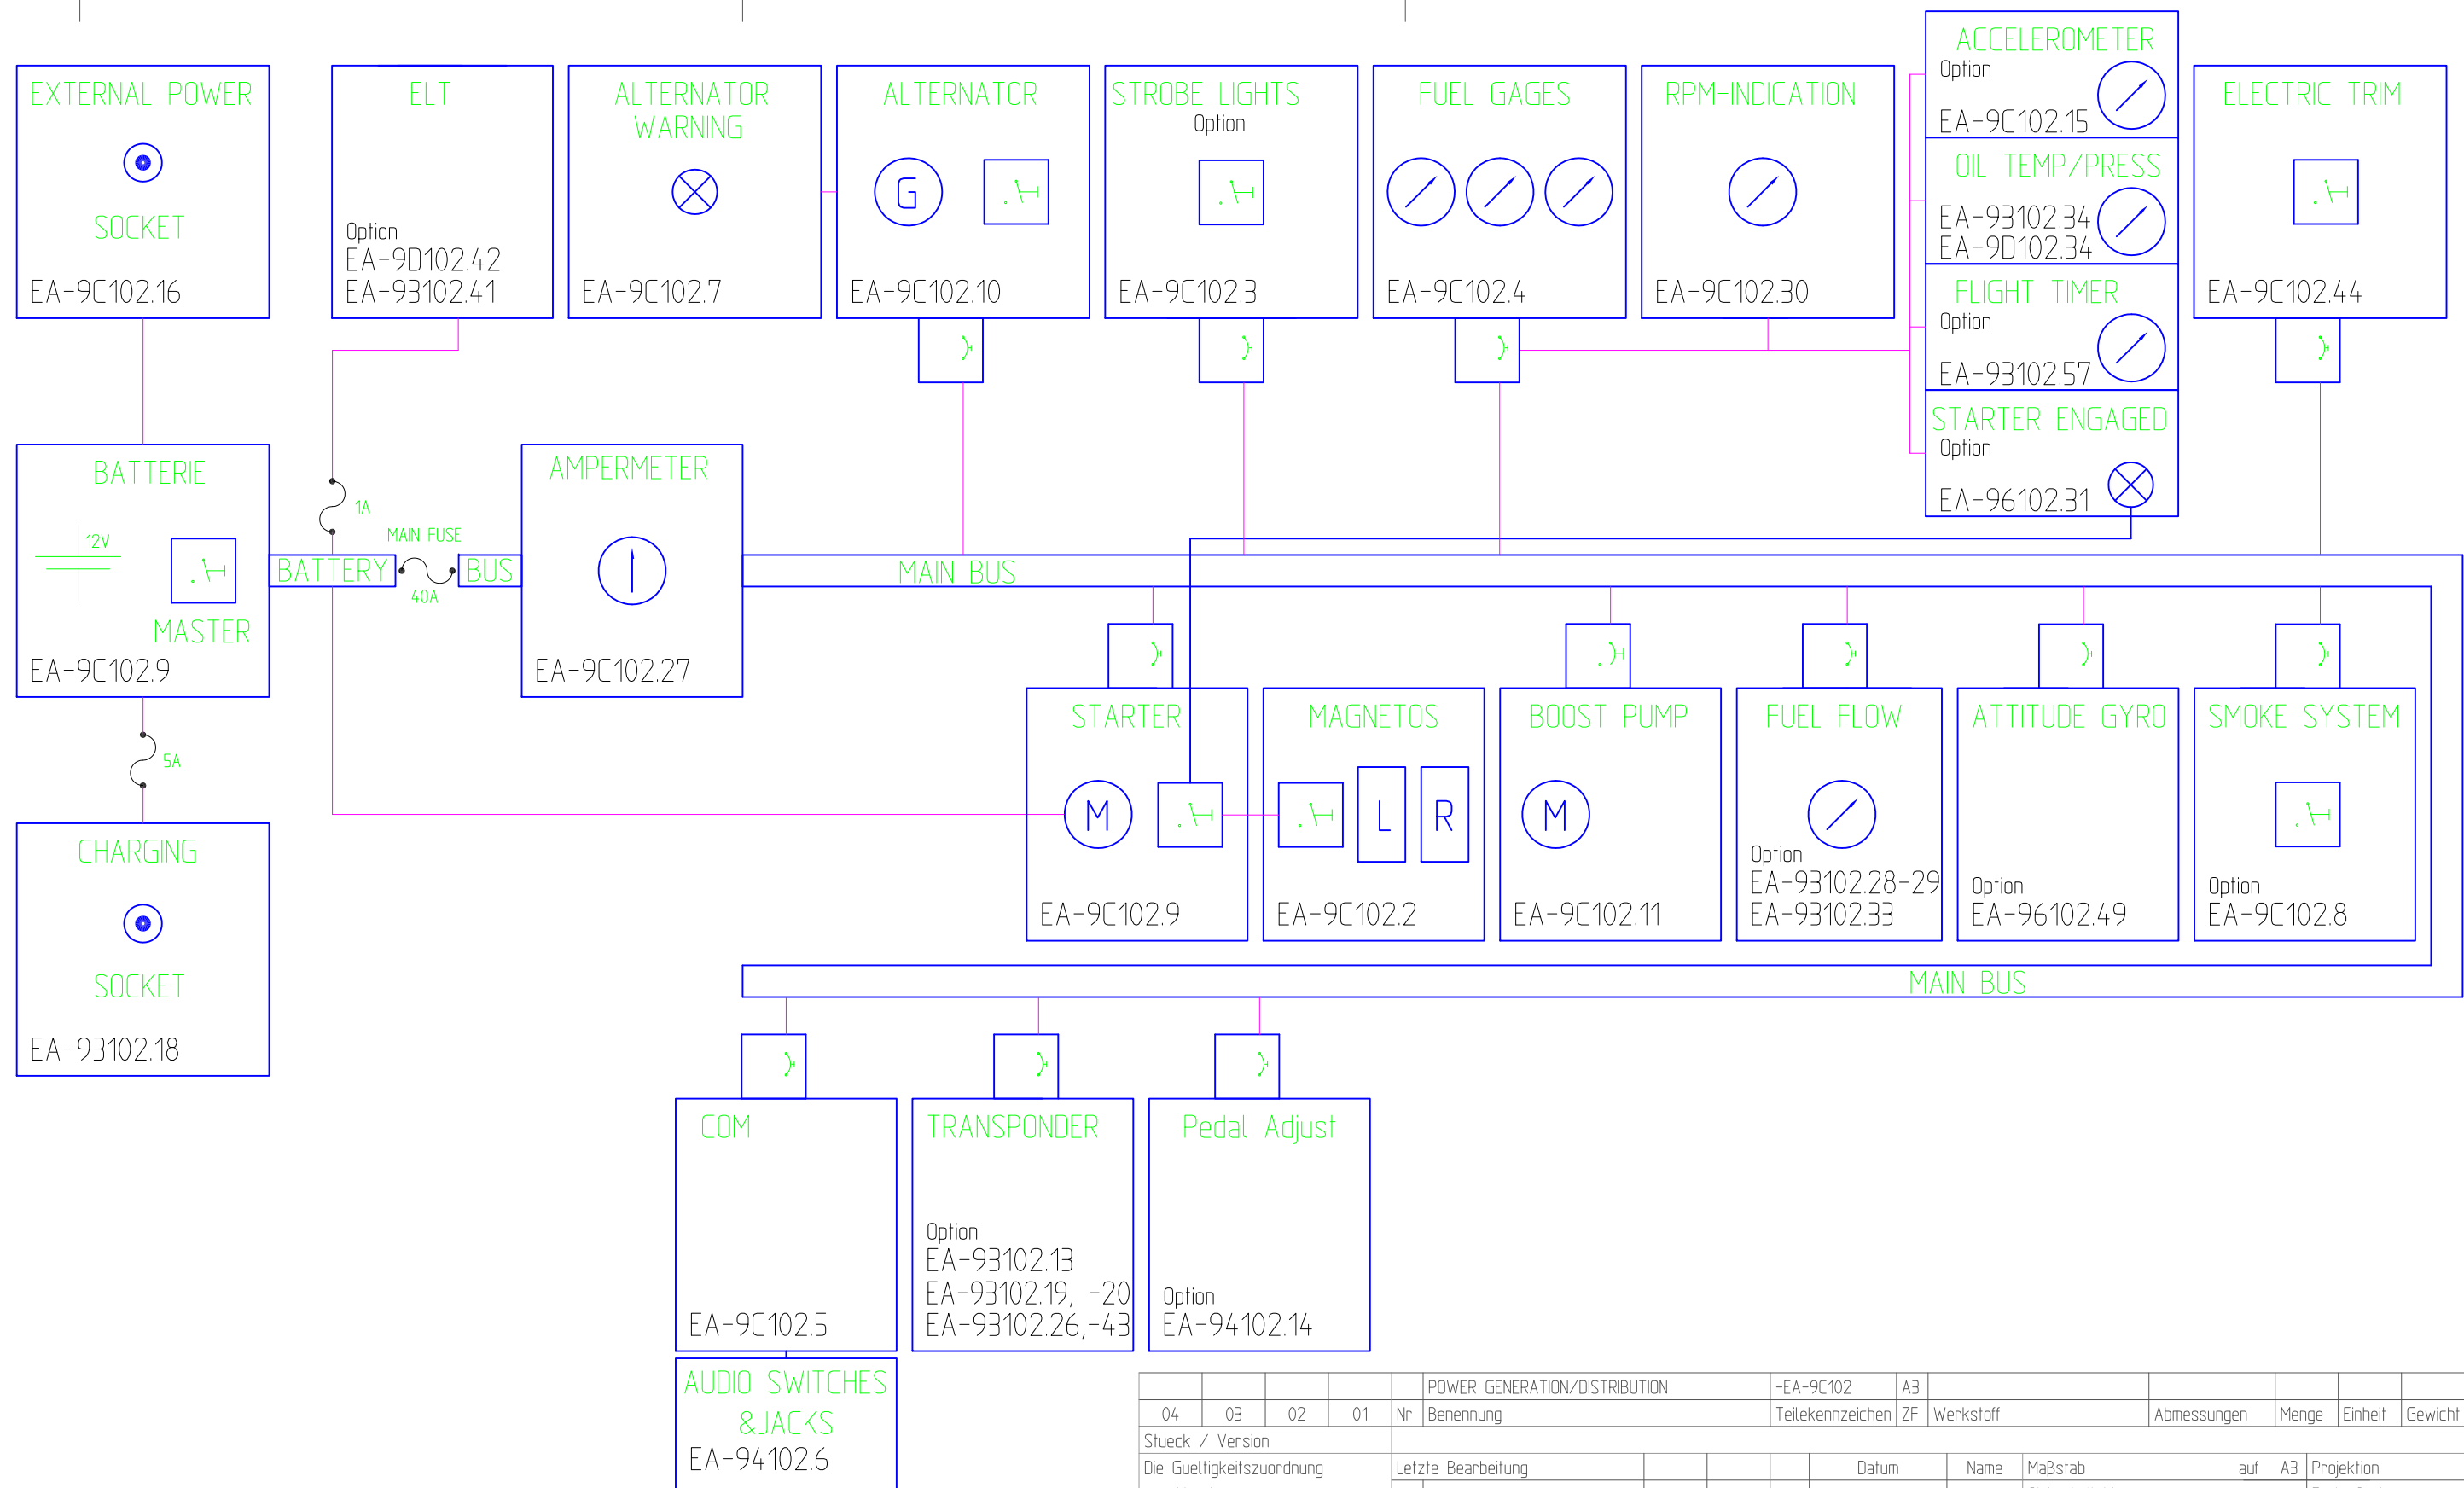 EXTERNAL POWER
SOCKET
EA-9C102.16
ELT
Option
EA-9D102.42
EA-93102.41
ALTERNATOR
WARNING
EA-9C102.7
ALTERNATOR
G
EA-9C102.10
STROBE LIGHTS
Option
EA-9C102.3
FUEL GAGES
EA-9C102.4
RPM-INDICATION
EA-9C102.30
ACCELEROMETER
Option
EA-9C102.15
OIL TEMP/PRESS
EA-93102.34
EA-9D102.34
FLIGHT TIMER
Option
EA-93102.57
STARTER ENGAGED
Option
EA-96102.31
ELECTRIC TRIM
EA-9C102.44
BATTERIE
12V
MASTER
EA-9C102.9
1A
MAIN FUSE
BATTERY
BUS
40A
AMPERMETER
EA-9C102.27
MAIN BUS
5A
CHARGING
SOCKET
EA-93102.18
STARTER
M
EA-9C102.9
MAGNETOS
L R
EA-9C102.2
BOOST PUMP
M
EA-9C102.11
FUEL FLOW
Option
EA-93102.28-29
EA-93102.33
ATTITUDE GYRO
Option
EA-96102.49
SMOKE SYSTEM
Option
EA-9C102.8
MAIN BUS
COM
EA-9C102.5
TRANSPONDER
Option
EA-93102.13
EA-93102.19, -20
EA-93102.26,-43
Pedal Adjust
Option
EA-94102.14
AUDIO SWITCHES
&JACKS
EA-94102.6
POWER GENERATION/DISTRIBUTION -EA-9C102 A3
04 03 02 01 Nr Benennung Teilekennzeichen ZF Werkstoff Abmessungen Menge Einheit Gewicht
Stueck / Version
Die Gueltigkeitszuordnung Letzte Bearbeitung Datum Name Maßstab auf A3 Projektion